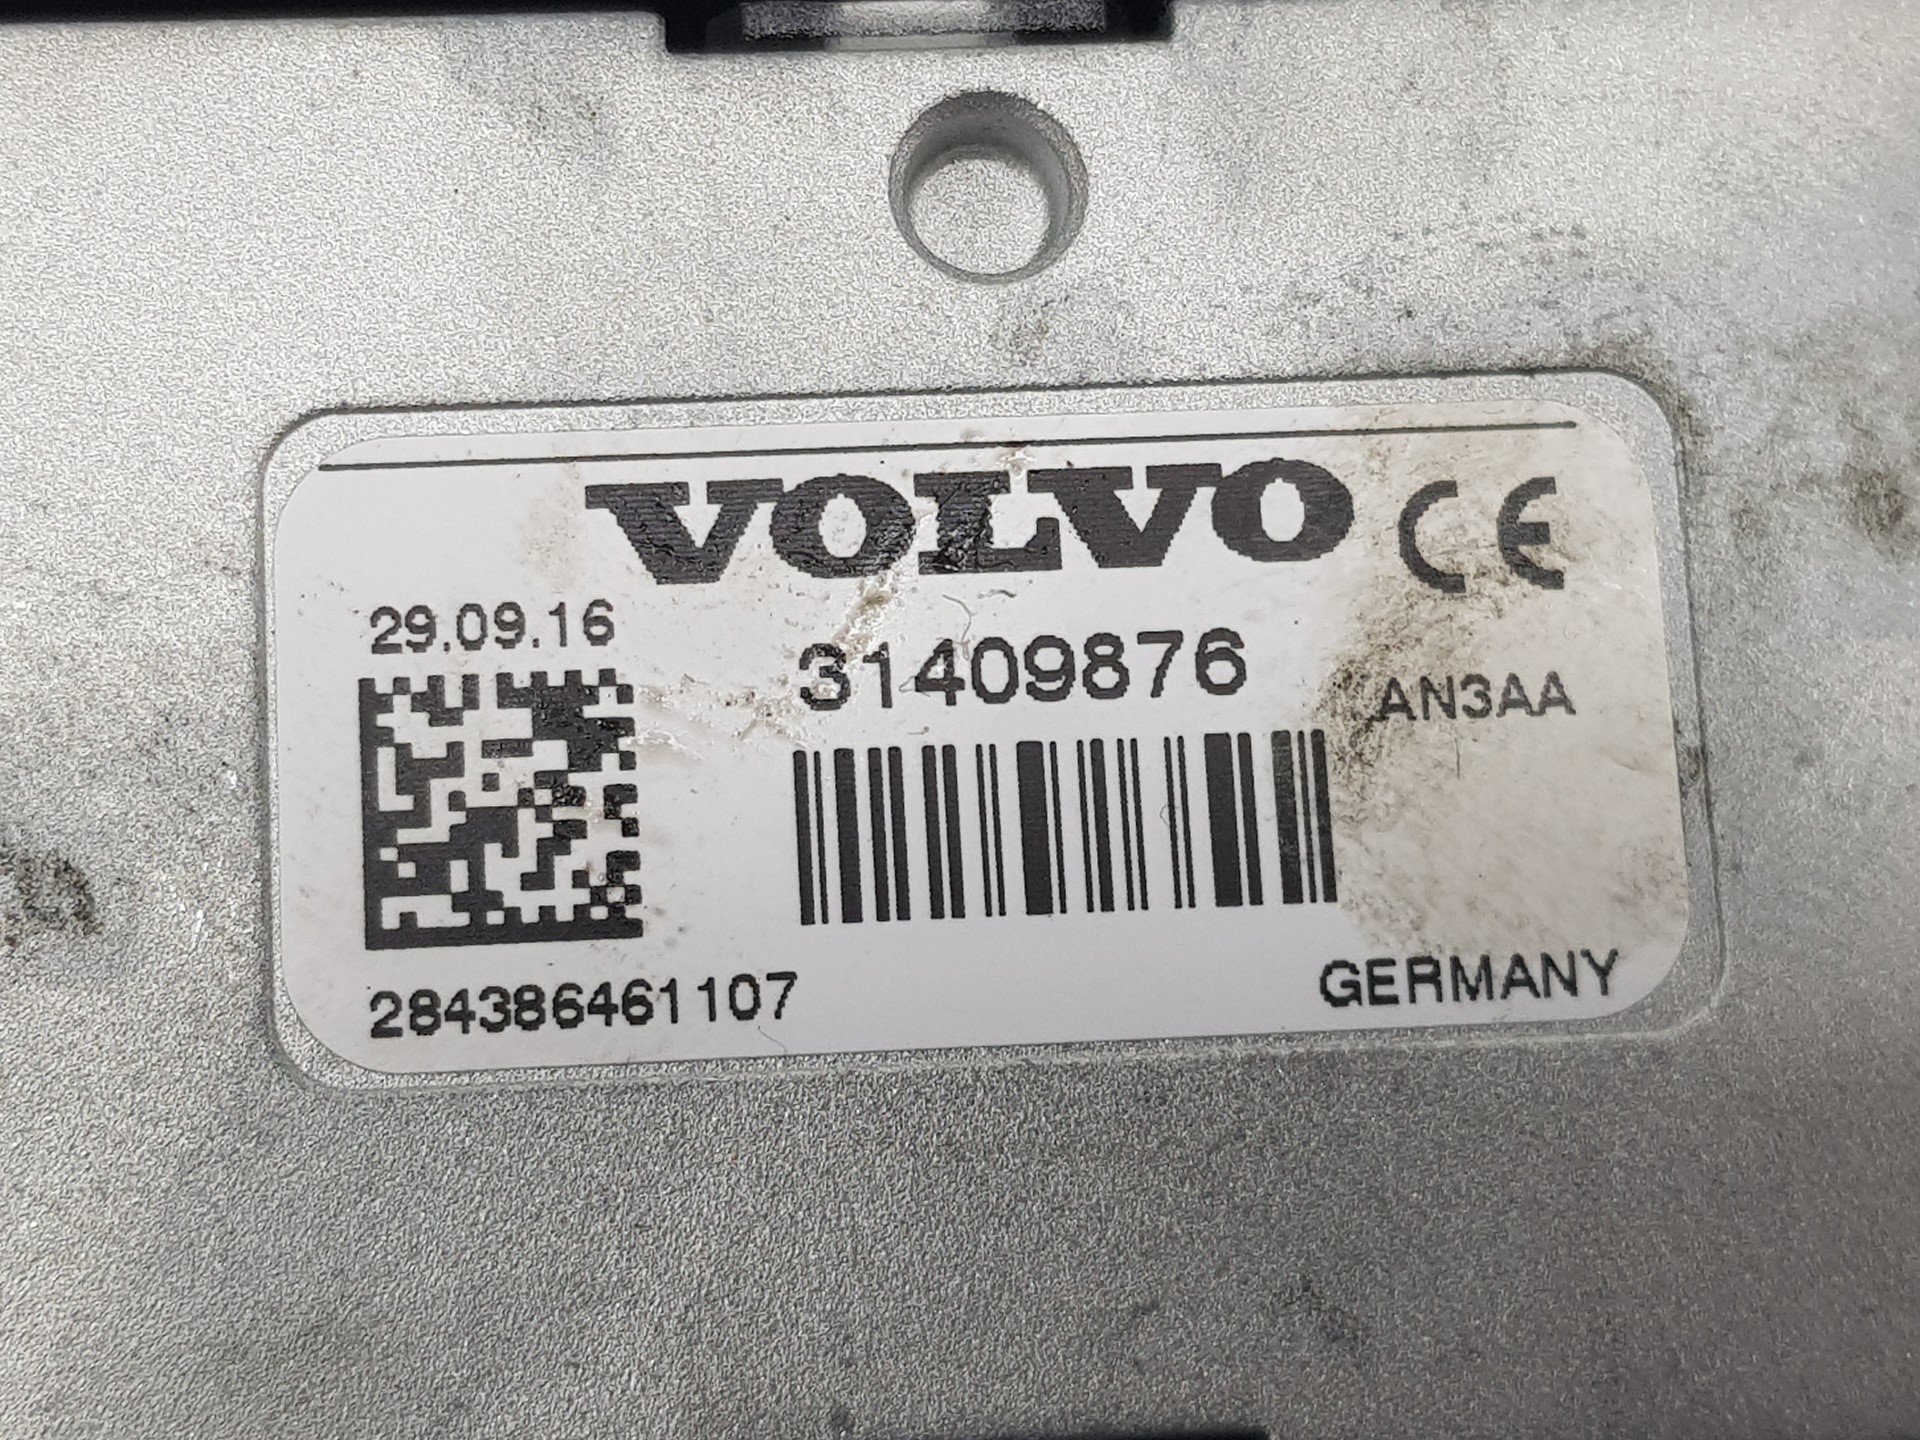 VOLVO CE
29.09.16
31409876
AN3AA
284386461107
GERMANY